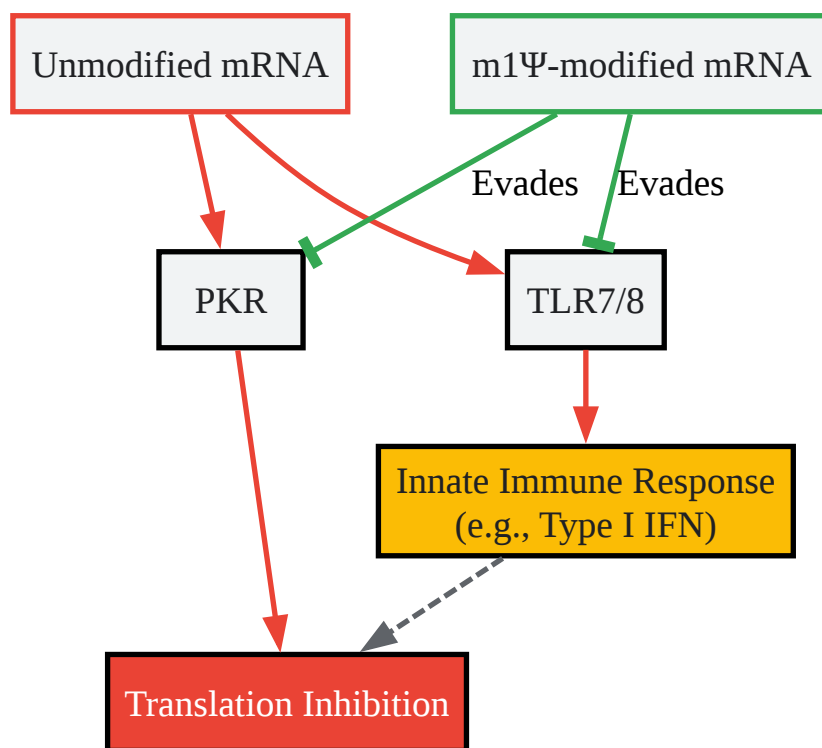 Unmodified mRNA
m1Ψ-modified mRNA
Evades
Evades
PKR
TLR7/8
Innate Immune Response
(e.g., Type I IFN)
Translation Inhibition